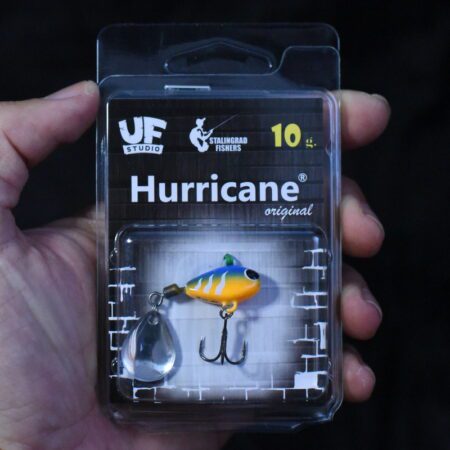 UF
STUDIO
STALINGRAD
FISHERS
10 g.
Hurricane®
original